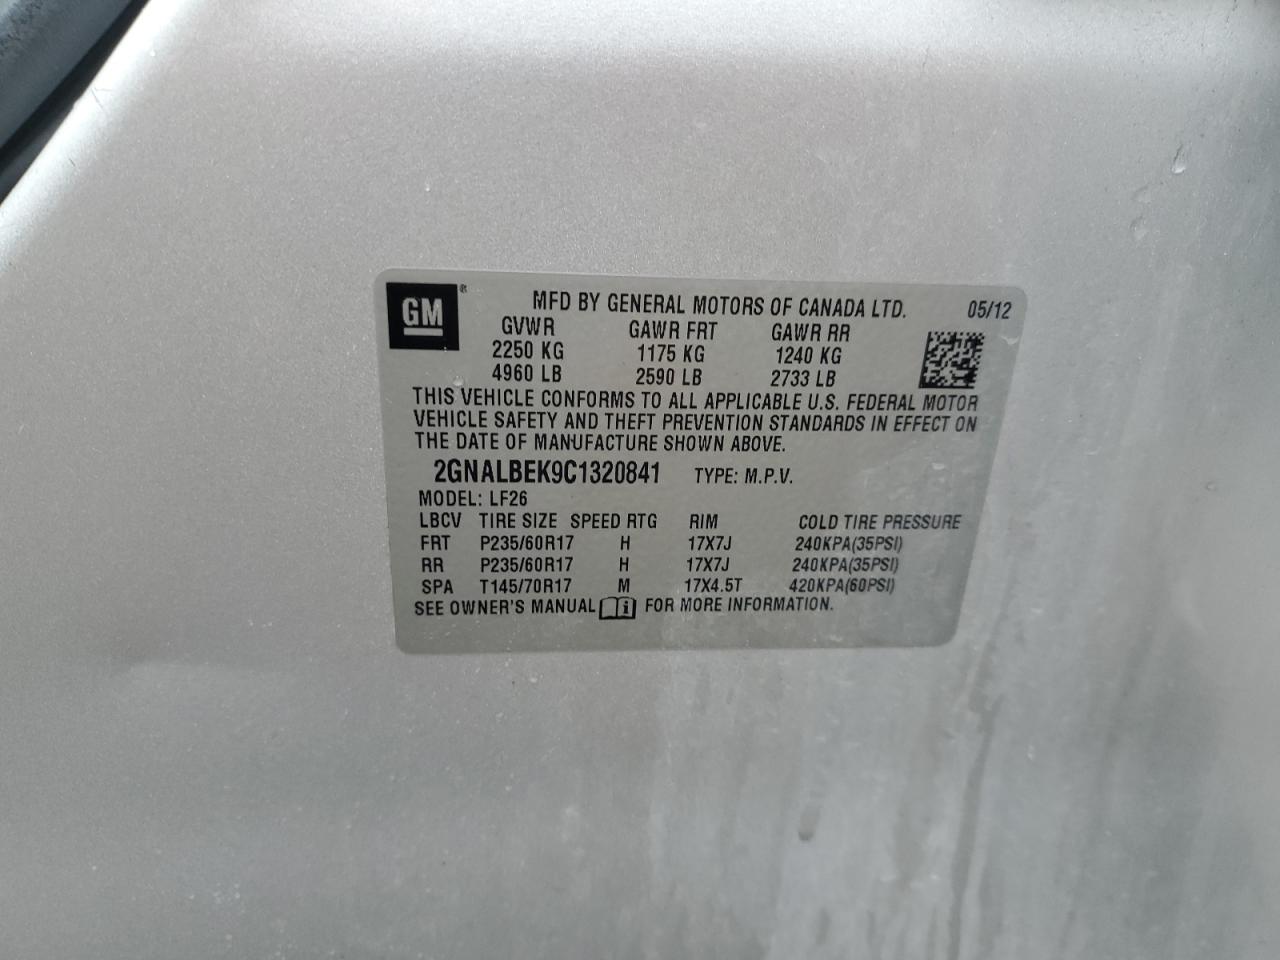 GM ® MFD BY GENERAL MOTORS OF CANADA LTD. 05/12
GVWR GAWR FRT GAWR RR
2250 KG 1175 KG 1240 KG
4960 LB 2590 LB 2733 LB
THIS VEHICLE CONFORMS TO ALL APPLICABLE U.S. FEDERAL MOTOR
VEHICLE SAFETY AND THEFT PREVENTION STANDARDS IN EFFECT ON
THE DATE OF MANUFACTURE SHOWN ABOVE.
2GNALBEK9C1320841 TYPE: M.P.V.
MODEL: LF26
LBCV TIRE SIZE SPEED RTG RIM COLD TIRE PRESSURE
FRT P235/60R17 H 17X7J 240KPA(35PSI)
RR P235/60R17 H 17X7J 240KPA(35PSI)
SPA T145/70R17 M 17X4.5T 420KPA(60PSI)
SEE OWNER'S MANUAL i FOR MORE INFORMATION.